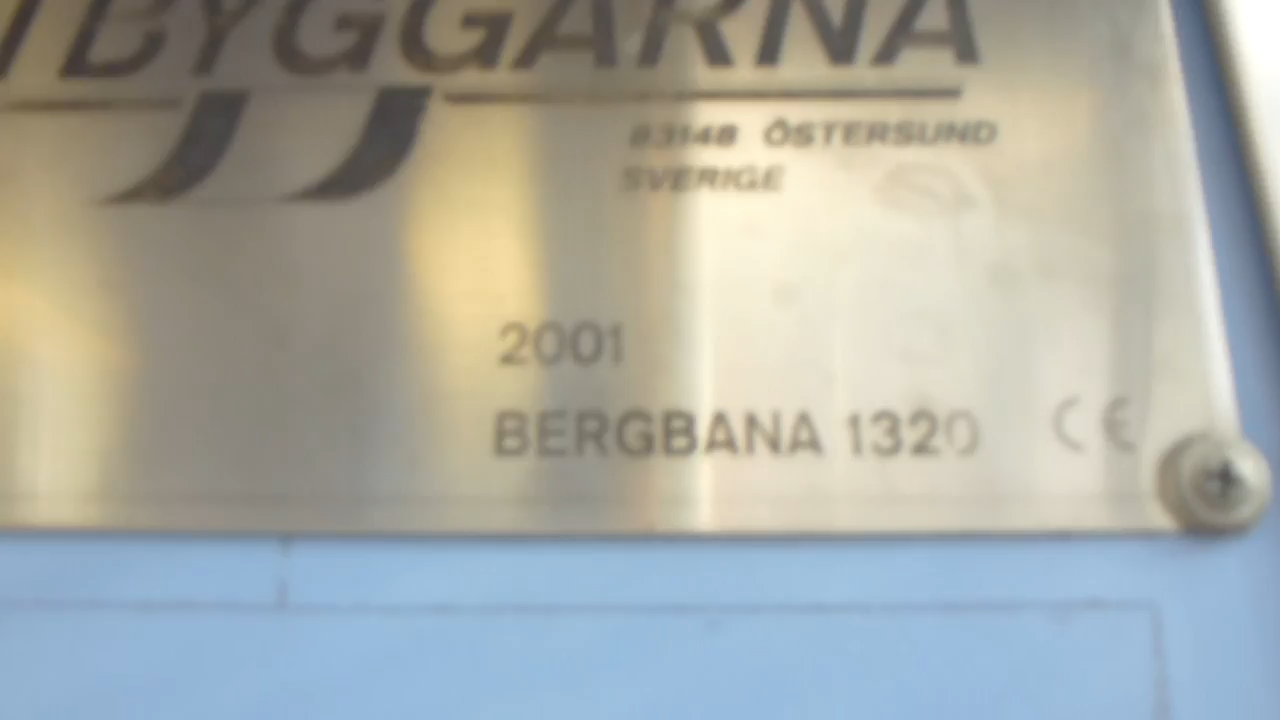 BYGGARNA
83148 ÖSTERSUND
SVERIGE
2001
BERGBANA 1320 CE